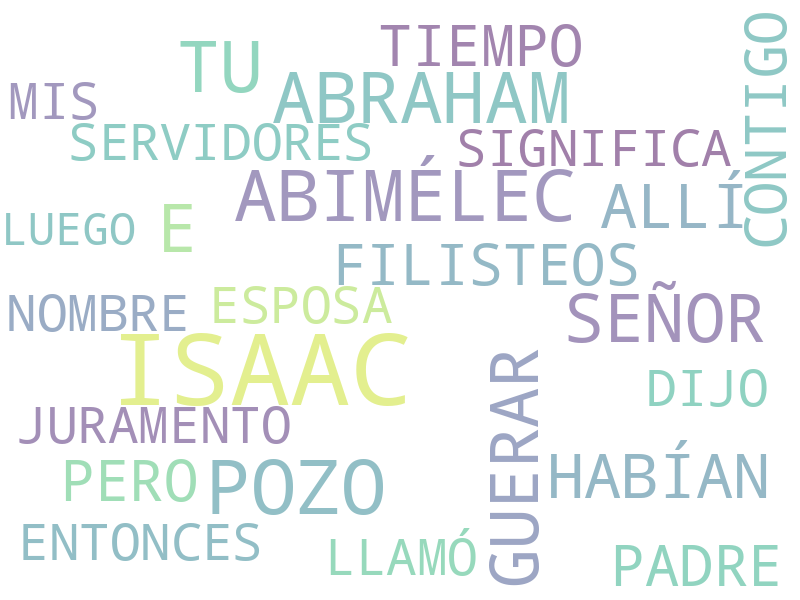 TIEMPO
CONTIGO
TU
ABRAHAM
MIS
SERVIDORES
SIGNIFICA
ABIMÉLEC
ALLÍ
LUEGO
E
FILISTEOS
NOMBRE
ESPOSA
SEÑOR
ISAAC
GUERAR
DIJO
JURAMENTO
PERO
POZO
HABÍAN
ENTONCES
LLAMÓ
PADRE